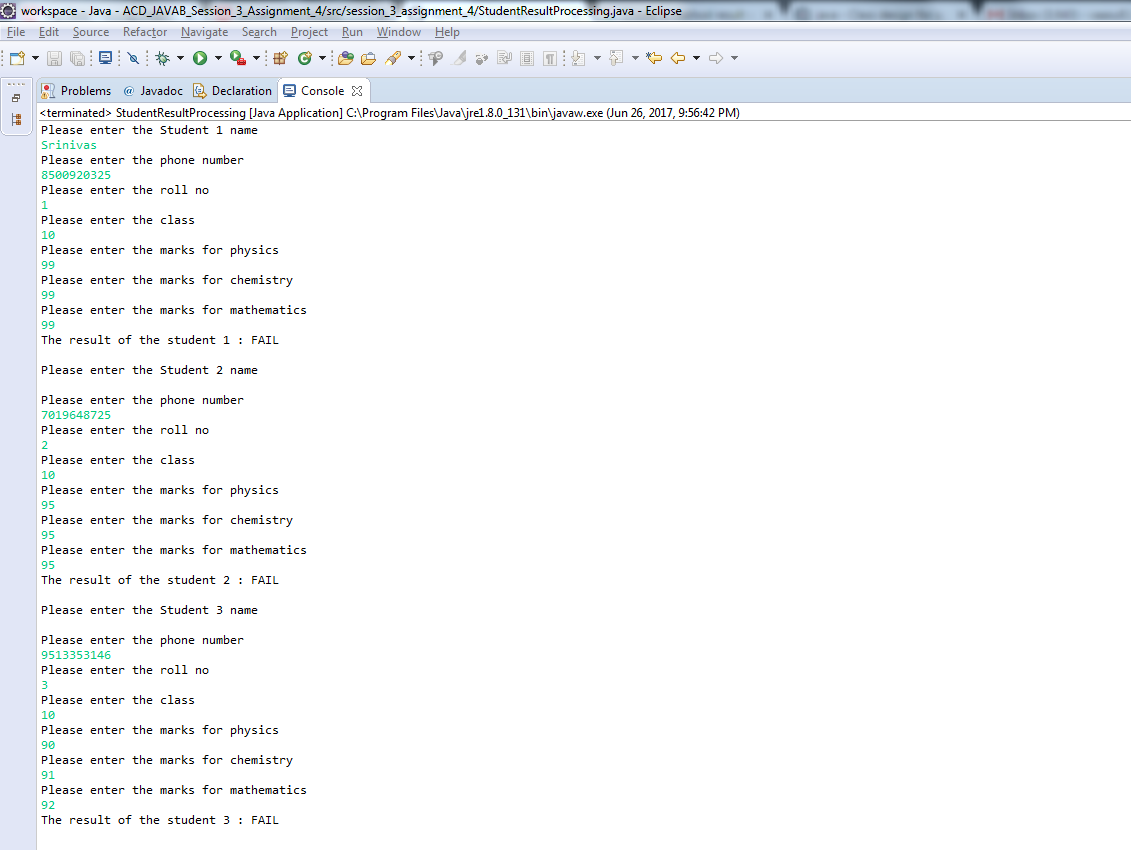 workspace - Java - ACD_JAVAB_Session_3_Assignment_4/src/session_3_assignment_4/StudentResultProcessing.java - Eclipse
File Edit Source Refactor Navigate Search Project Run Window Help
Problems @ Javadoc Declaration Console
<terminated> StudentResultProcessing [Java Application] C:\Program Files\Java\jre1.8.0_131\bin\javaw.exe (Jun 26, 2017, 9:56:42 PM)
Please enter the Student 1 name
Srinivas
Please enter the phone number
8500920325
Please enter the roll no
1
Please enter the class
10
Please enter the marks for physics
99
Please enter the marks for chemistry
99
Please enter the marks for mathematics
99
The result of the student 1 : FAIL
Please enter the Student 2 name
Please enter the phone number
7019648725
Please enter the roll no
2
Please enter the class
10
Please enter the marks for physics
95
Please enter the marks for chemistry
95
Please enter the marks for mathematics
95
The result of the student 2 : FAIL
Please enter the Student 3 name
Please enter the phone number
9513353146
Please enter the roll no
3
Please enter the class
10
Please enter the marks for physics
90
Please enter the marks for chemistry
91
Please enter the marks for mathematics
92
The result of the student 3 : FAIL